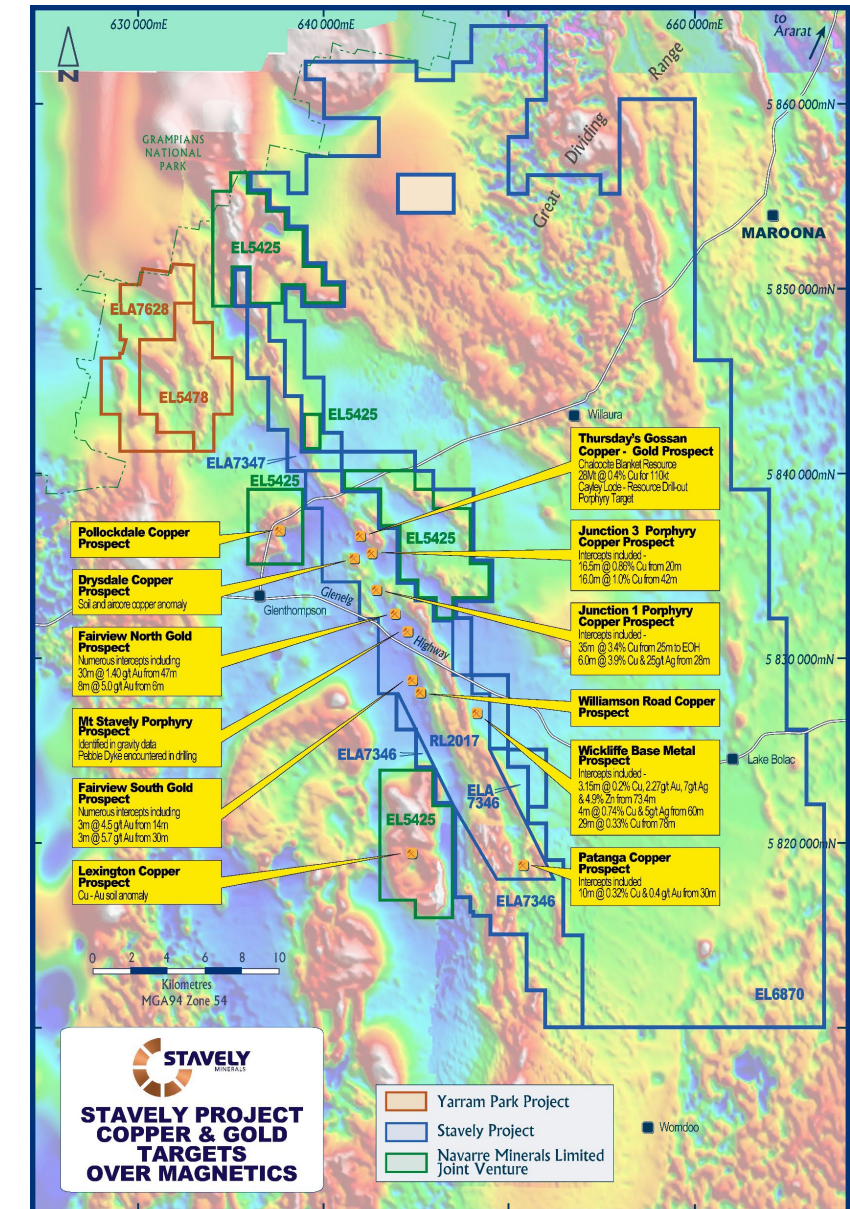 630 000mE
640 000mE
660 000mE
to
Ararat
N
Range
Dividing
Great
5 860 000mN
GRAMPIANS
NATIONAL
PARK
MAROONA
EL5425
5 850 000mN
ELA7628
EL5478
EL5425
Willaura
ELA7347
EL5425
5 840 000mN
Thursday's Gossan
Copper - Gold Prospect
Chalcocite Blanket Resource
28Mt @ 0.4% Cu for 110kt
Cayley Lode - Resource Drill-out
Porphyry Target
Pollockdale Copper
Prospect
EL5425
Junction 3 Porphyry
Copper Prospect
Intercepts included -
16.5m @ 0.86% Cu from 20m
16.0m @ 1.0% Cu from 42m
Drysdale Copper
Prospect
Soil and aircore copper anomaly
Glenthompson
Glenelg
Highway
Junction 1 Porphyry
Copper Prospect
Intercepts included -
35m @ 3.4% Cu from 25m to EOH
6.0m @ 3.9% Cu & 25g/t Ag from 28m
Fairview North Gold
Prospect
Numerous intercepts including
30m @ 1.40 g/t Au from 47m
8m @ 5.0 g/t Au from 6m
5 830 000mN
Williamson Road Copper
Prospect
Mt Stavely Porphyry
Prospect
Identified in gravity data
Pebble Dyke encountered in drilling
ELA7346
RL2017
Wickliffe Base Metal
Prospect
Intercepts included -
3.15m @ 0.2% Cu, 2.27g/t Au, 7g/t Ag
& 4.9% Zn from 73.4m
4m @ 0.74% Cu & 5g/t Ag from 60m
29m @ 0.33% Cu from 78m
Lake Bolac
ELA
7346
Fairview South Gold
Prospect
Numerous intercepts including
3m @ 4.5 g/t Au from 14m
3m @ 5.7 g/t Au from 30m
EL5425
5 820 000mN
Lexington Copper
Prospect
Cu - Au soil anomaly
Patanga Copper
Prospect
Intercepts included
10m @ 0.32% Cu & 0.4 g/t Au from 30m
ELA7346
0 2 4 6 8 10
Kilometres
MGA94 Zone 54
EL6870
STAVELY
MINERALS
STAVELY PROJECT
COPPER & GOLD
TARGETS
OVER MAGNETICS
Yarram Park Project
Stavely Project
Navarre Minerals Limited
Joint Venture
Worndoo